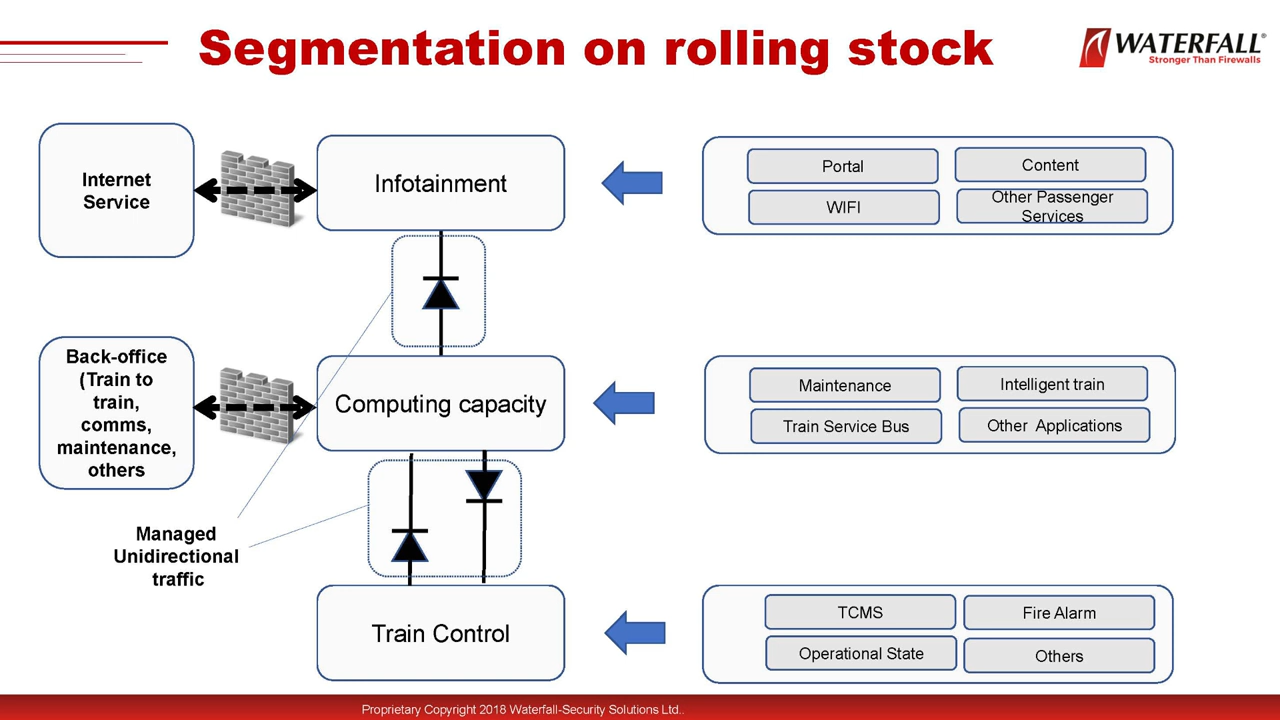 Segmentation on rolling stock
WATERFALL®
Stronger Than Firewalls
Internet
Service
Infotainment
Portal
Content
WIFI
Other Passenger
Services
Back-office
(Train to
train,
comms,
maintenance,
others
Computing capacity
Maintenance
Intelligent train
Train Service Bus
Other Applications
Managed
Unidirectional
traffic
Train Control
TCMS
Fire Alarm
Operational State
Others
Proprietary Copyright 2018 Waterfall-Security Solutions Ltd..